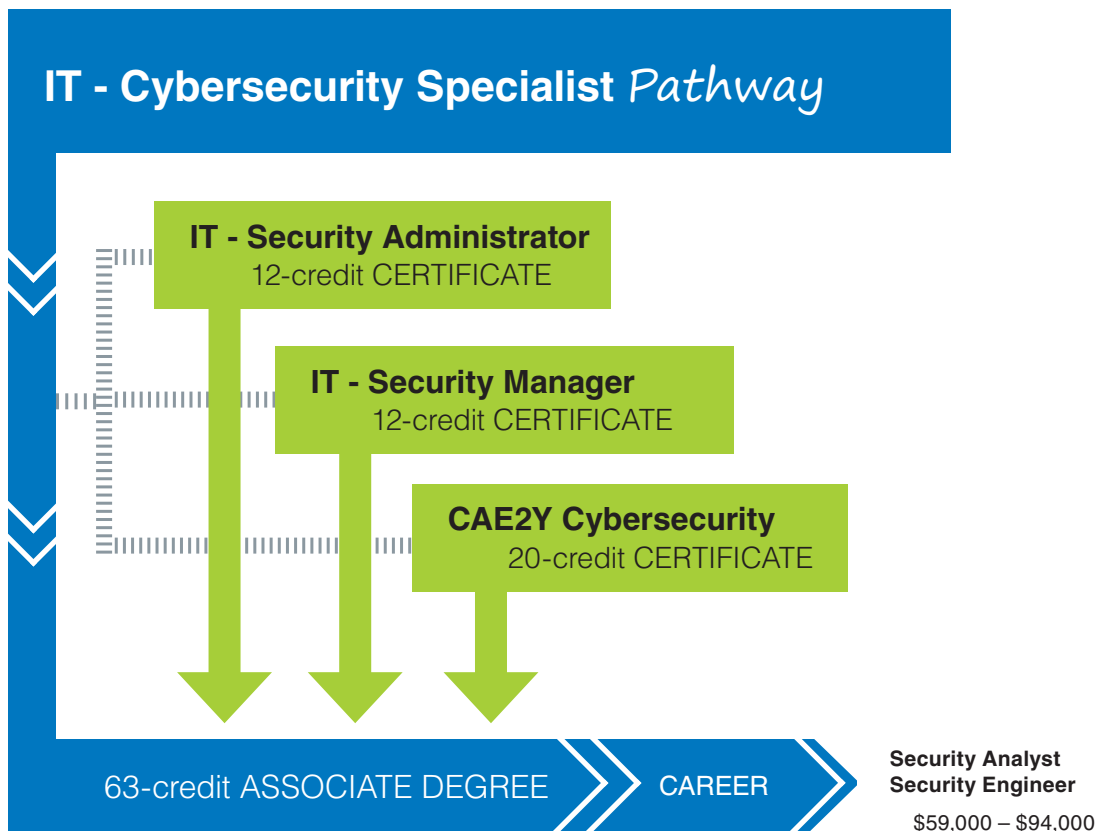 IT - Cybersecurity Specialist Pathway
IT - Security Administrator
12-credit CERTIFICATE
IT - Security Manager
12-credit CERTIFICATE
CAE2Y Cybersecurity
20-credit CERTIFICATE
63-credit ASSOCIATE DEGREE
CAREER
Security Analyst
Security Engineer
$59,000 – $94,000